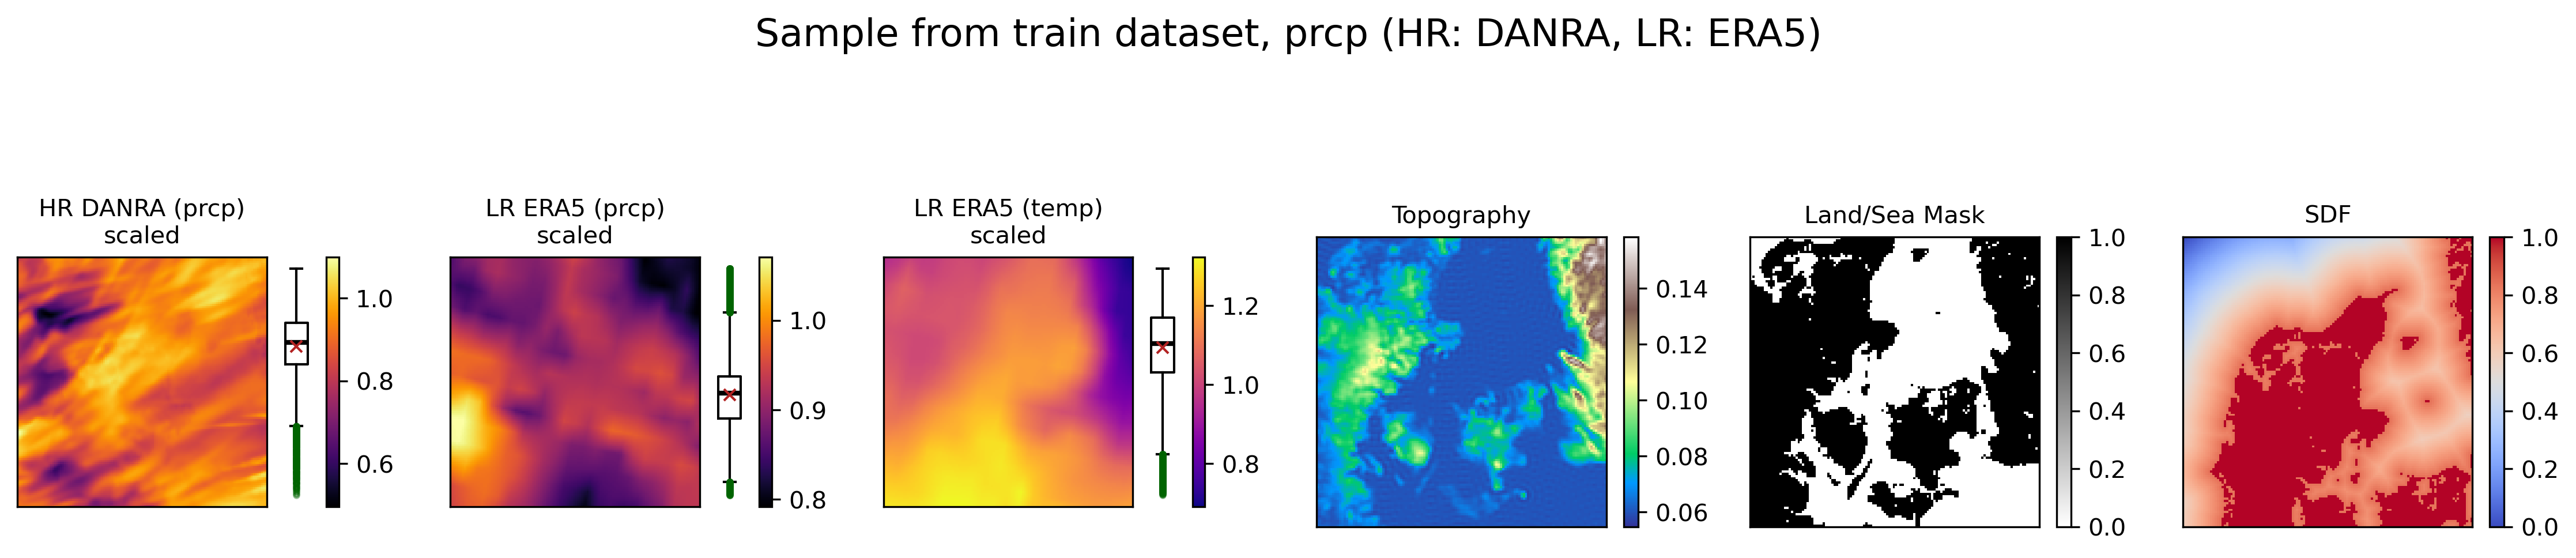 Sample from train dataset, prcp (HR: DANRA, LR: ERA5)
HR DANRA (prcp)
scaled
1.0
0.8
0.6
LR ERA5 (prcp)
scaled
1.0
0.9
0.8
LR ERA5 (temp)
scaled
1.2
1.0
0.8
Topography
0.14
0.12
0.10
0.08
0.06
Land/Sea Mask
1.0
0.8
0.6
0.4
0.2
0.0
SDF
1.0
0.8
0.6
0.4
0.2
0.0